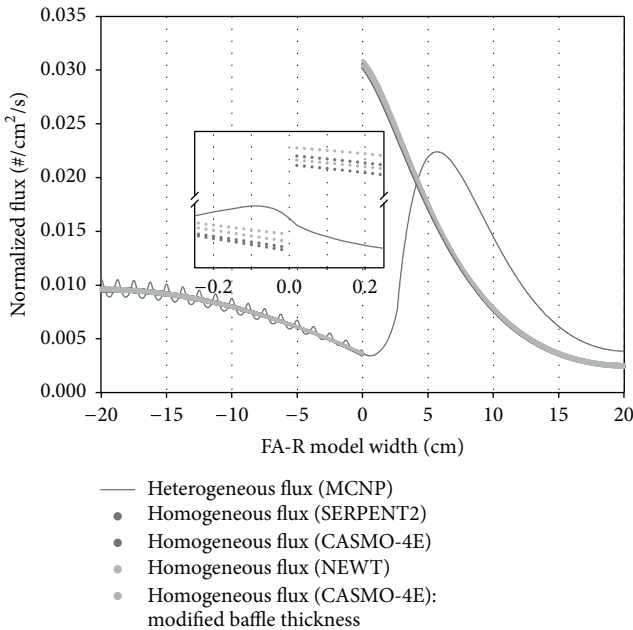 Normalized flux (#/cm²/s)
0.035
0.030
0.025
0.020
0.015
0.010
0.005
0.000
−0.2 0.0 0.2
−20 −15 −10 −5 0 5 10 15 20
FA-R model width (cm)
Heterogeneous flux (MCNP)
Homogeneous flux (SERPENT2)
Homogeneous flux (CASMO-4E)
Homogeneous flux (NEWT)
Homogeneous flux (CASMO-4E):
modified baffle thickness